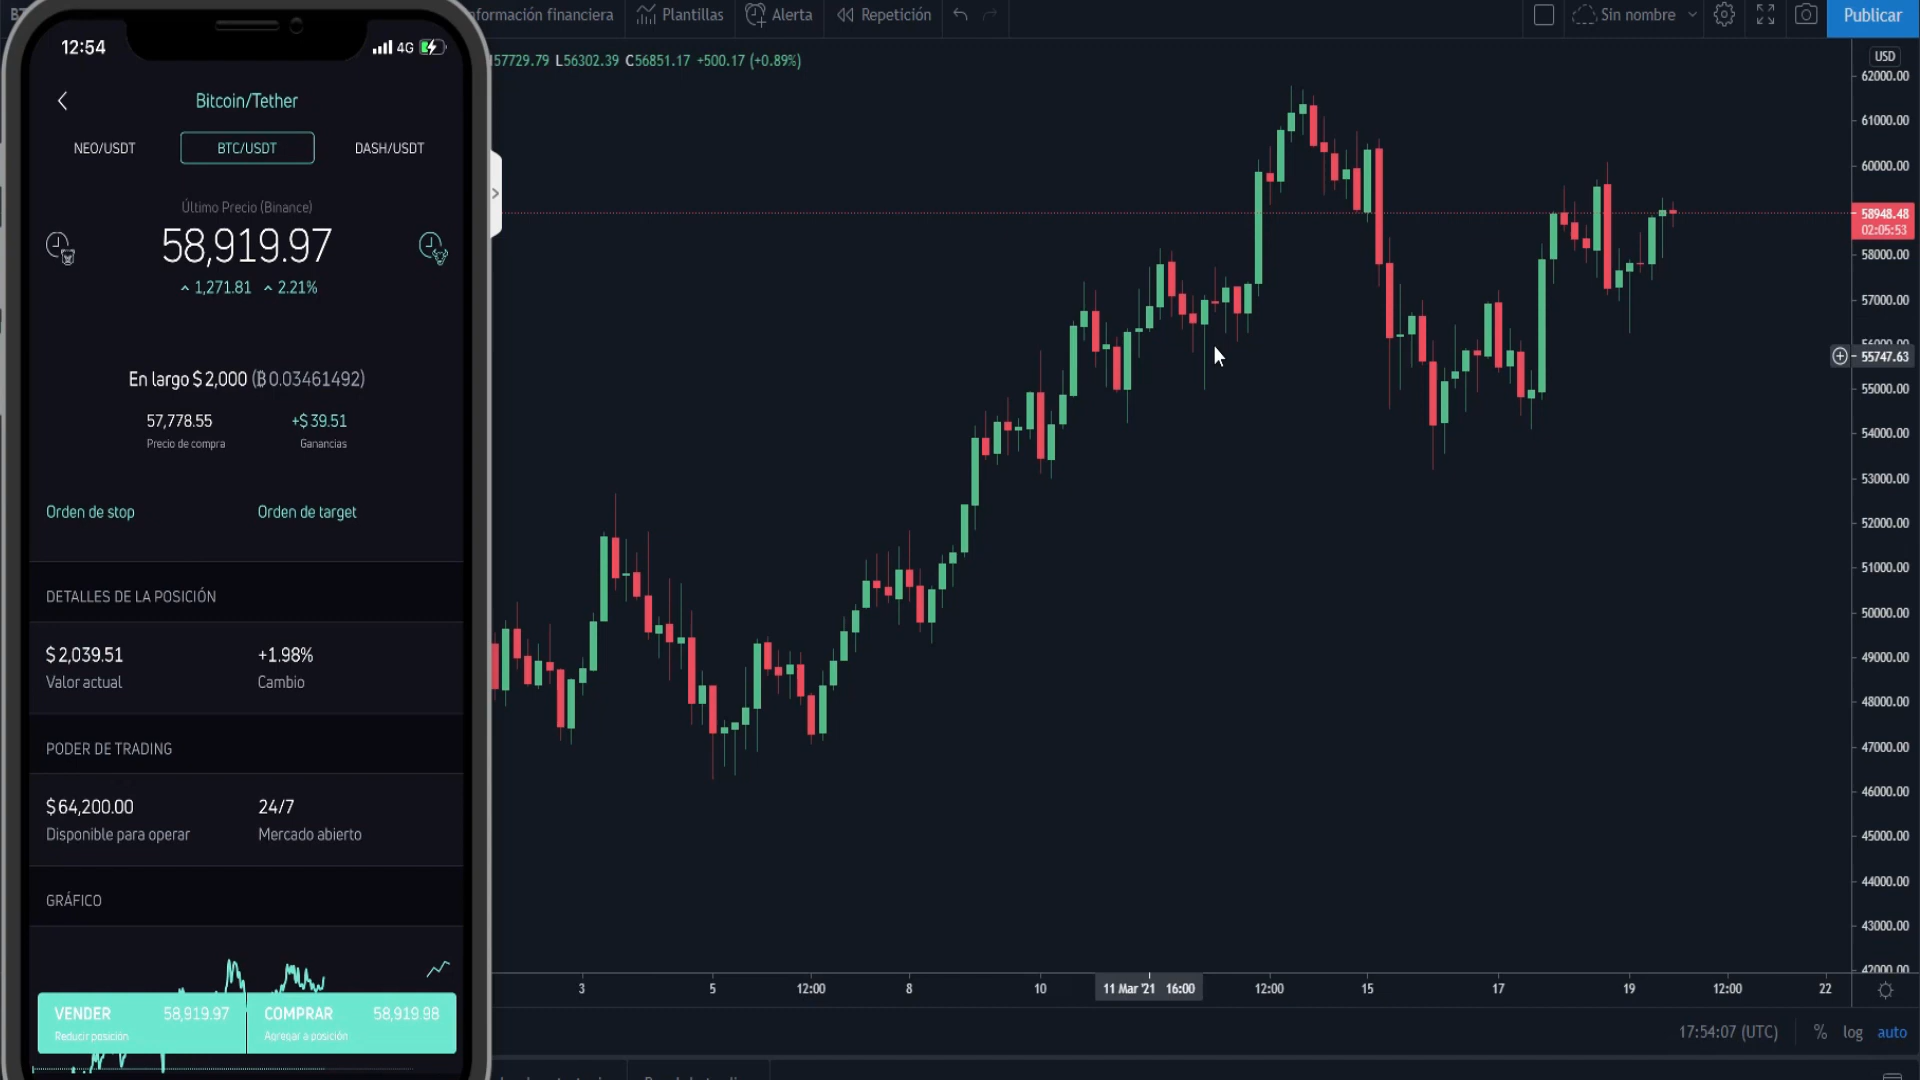 12:54
4G
Bitcoin/Tether
NEO/USDT
BTC/USDT
DASH/USDT
Último Precio (Binance)
58,919.97
1,271.81
2.21%
En largo $ 2,000 (₿ 0.03461492)
57,778.55
+$ 39.51
Precio de compra
Ganancias
Orden de stop
Orden de target
DETALLES DE LA POSICIÓN
$ 2,039.51
+1.98%
Valor actual
Cambio
PODER DE TRADING
$ 64,200.00
24/7
Disponible para operar
Mercado abierto
GRÁFICO
VENDER
58,919.97
Reducir posición
COMPRAR
58,919.98
Agregar a posición
financiera
Plantillas
Alerta
Repetición
Sin nombre
Publicar
57729.79 L56302.39 C56851.17 +500.17 (+0.89%)
USD
62000.00
61000.00
60000.00
58948.48
02:05:53
58000.00
57000.00
56000.00
55747.63
55000.00
54000.00
53000.00
52000.00
51000.00
50000.00
49000.00
48000.00
47000.00
46000.00
45000.00
44000.00
43000.00
42000.00
3
5
12:00
8
10
11 Mar '21 16:00
12:00
15
17
19
12:00
22
17:54:07 (UTC)
%
log
auto